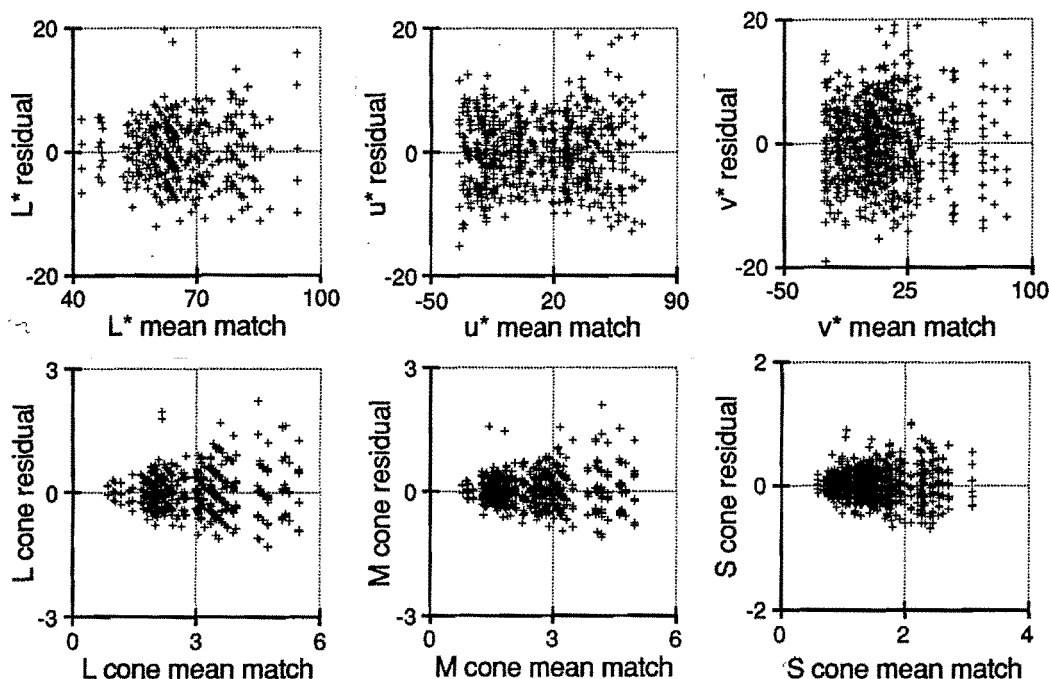 20
0
-20
L* residual
40 70 100
L* mean match
20
0
-20
u* residual
-50 20 90
u* mean match
20
0
-20
v* residual
-50 25 100
v* mean match
3
0
-3
L cone residual
0 3 6
L cone mean match
3
0
-3
M cone residual
0 3 6
M cone mean match
2
0
-2
S cone residual
0 2 4
S cone mean match